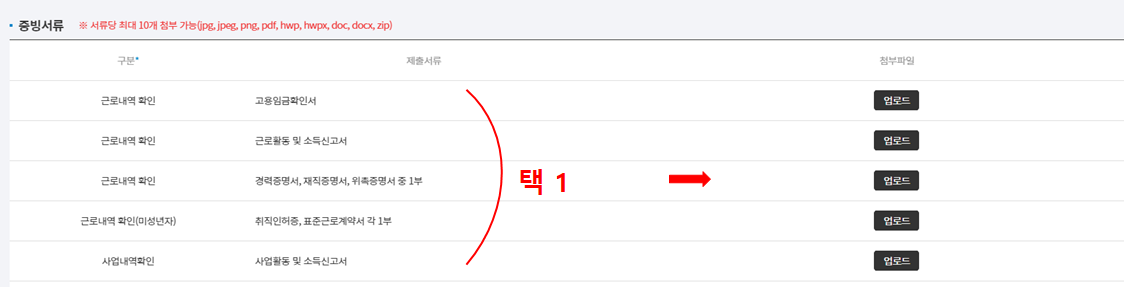 증빙서류 ※ 서류당 최대 10개 첨부 가능(jpg, jpeg, png, pdf, hwp, hwpx, doc, docx, zip)
구분* 제출서류 첨부파일
근로내역 확인 고용임금확인서 업로드
근로내역 확인 근로활동 및 소득신고서 업로드
근로내역 확인 경력증명서, 재직증명서, 위촉증명서 중 1부 택 1 업로드
근로내역 확인(미성년자) 취직인허증, 표준근로계약서 각 1부 업로드
사업내역확인 사업활동 및 소득신고서 업로드